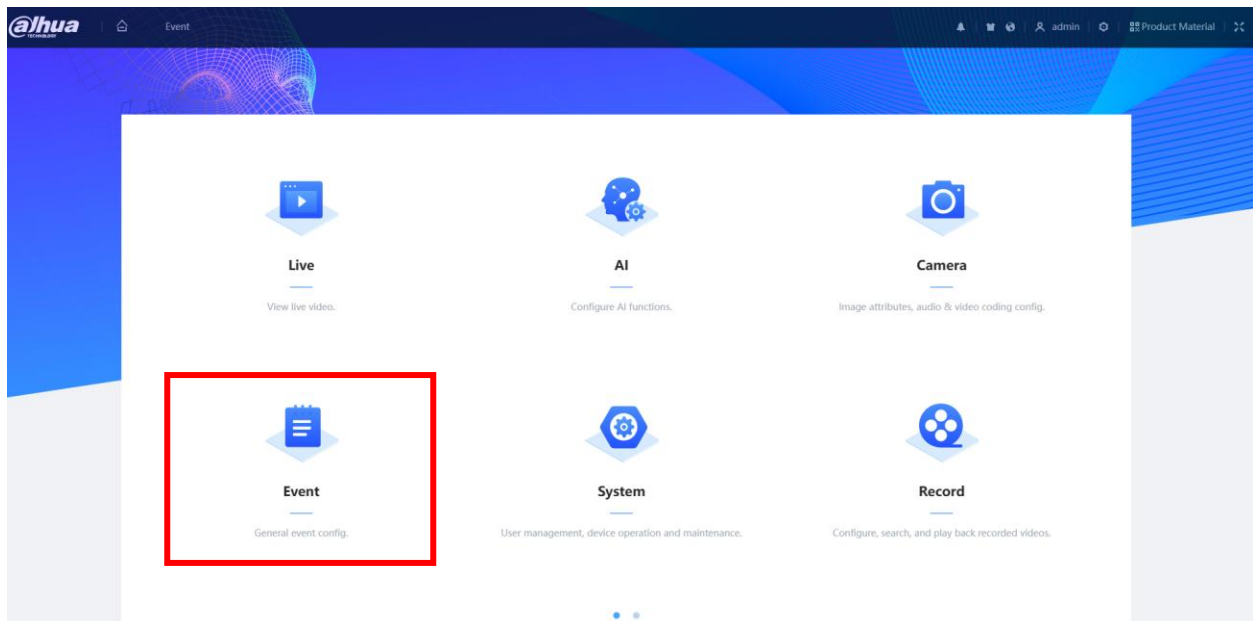 alhua
TECHNOLOGY
Event
admin
Product Material
Live
AI
Camera
View live video.
Configure AI functions.
Image attributes, audio & video coding config.
Event
System
Record
General event config.
User management, device operation and maintenance.
Configure, search, and play back recorded videos.